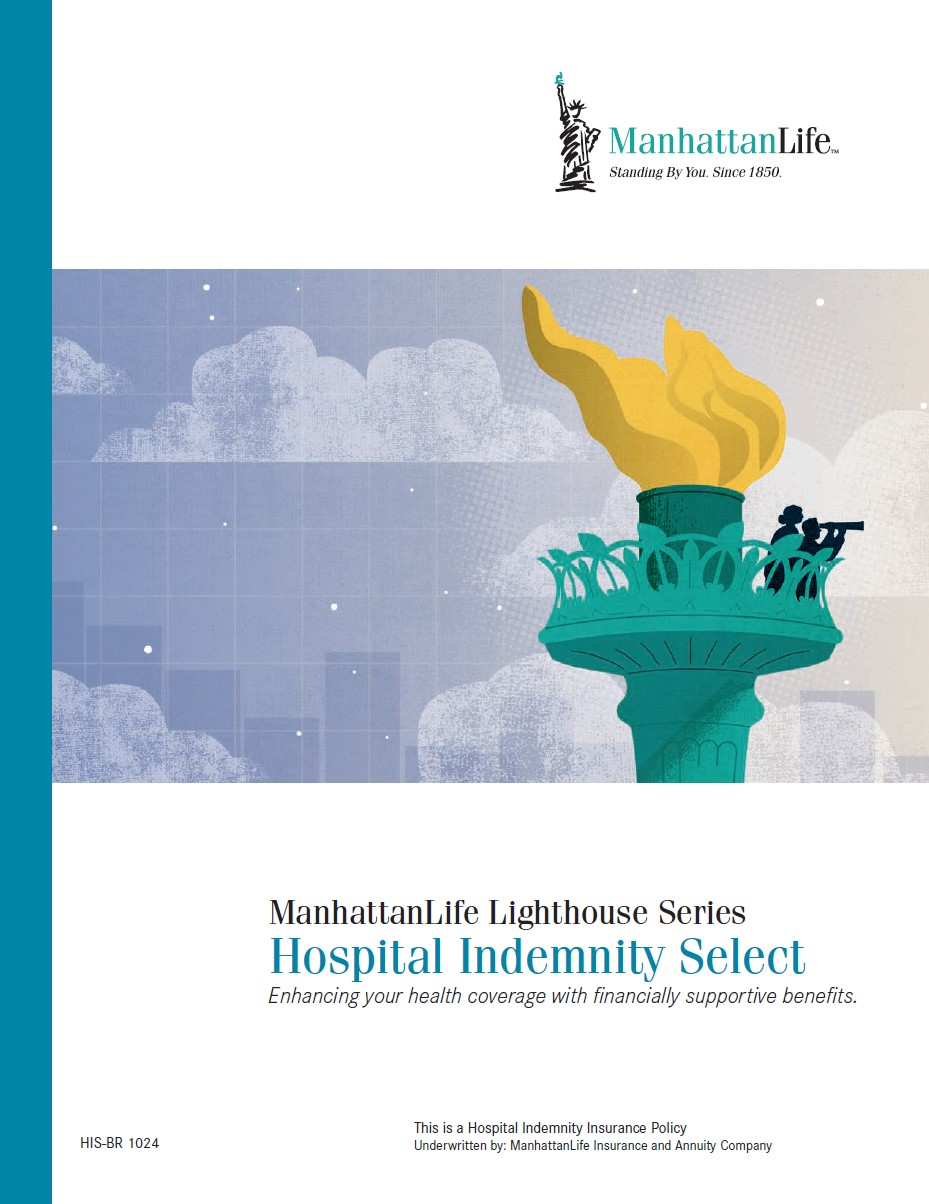 ManhattanLife™
Standing By You. Since 1850.
ManhattanLife Lighthouse Series
Hospital Indemnity Select
Enhancing your health coverage with financially supportive benefits.
HIS-BR 1024
This is a Hospital Indemnity Insurance Policy
Underwritten by: ManhattanLife Insurance and Annuity Company